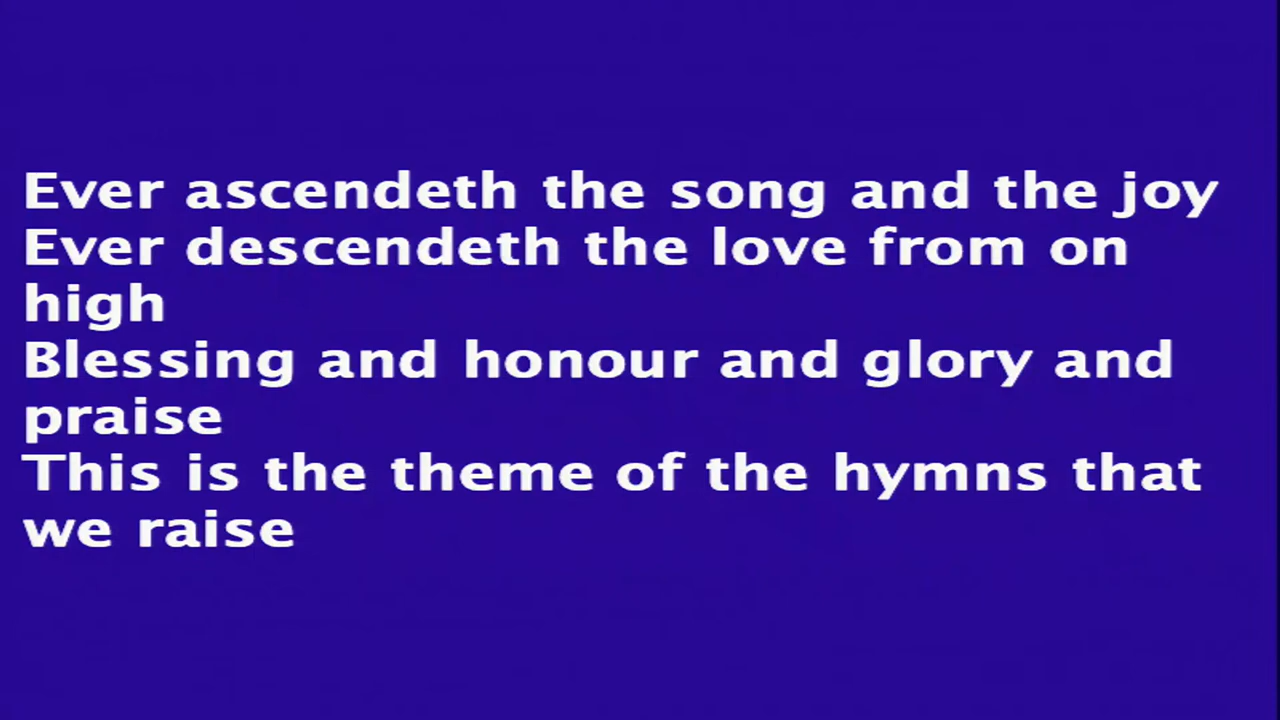 Ever ascendeth the song and the joy
Ever descendeth the love from on
high
Blessing and honour and glory and
praise
This is the theme of the hymns that
we raise